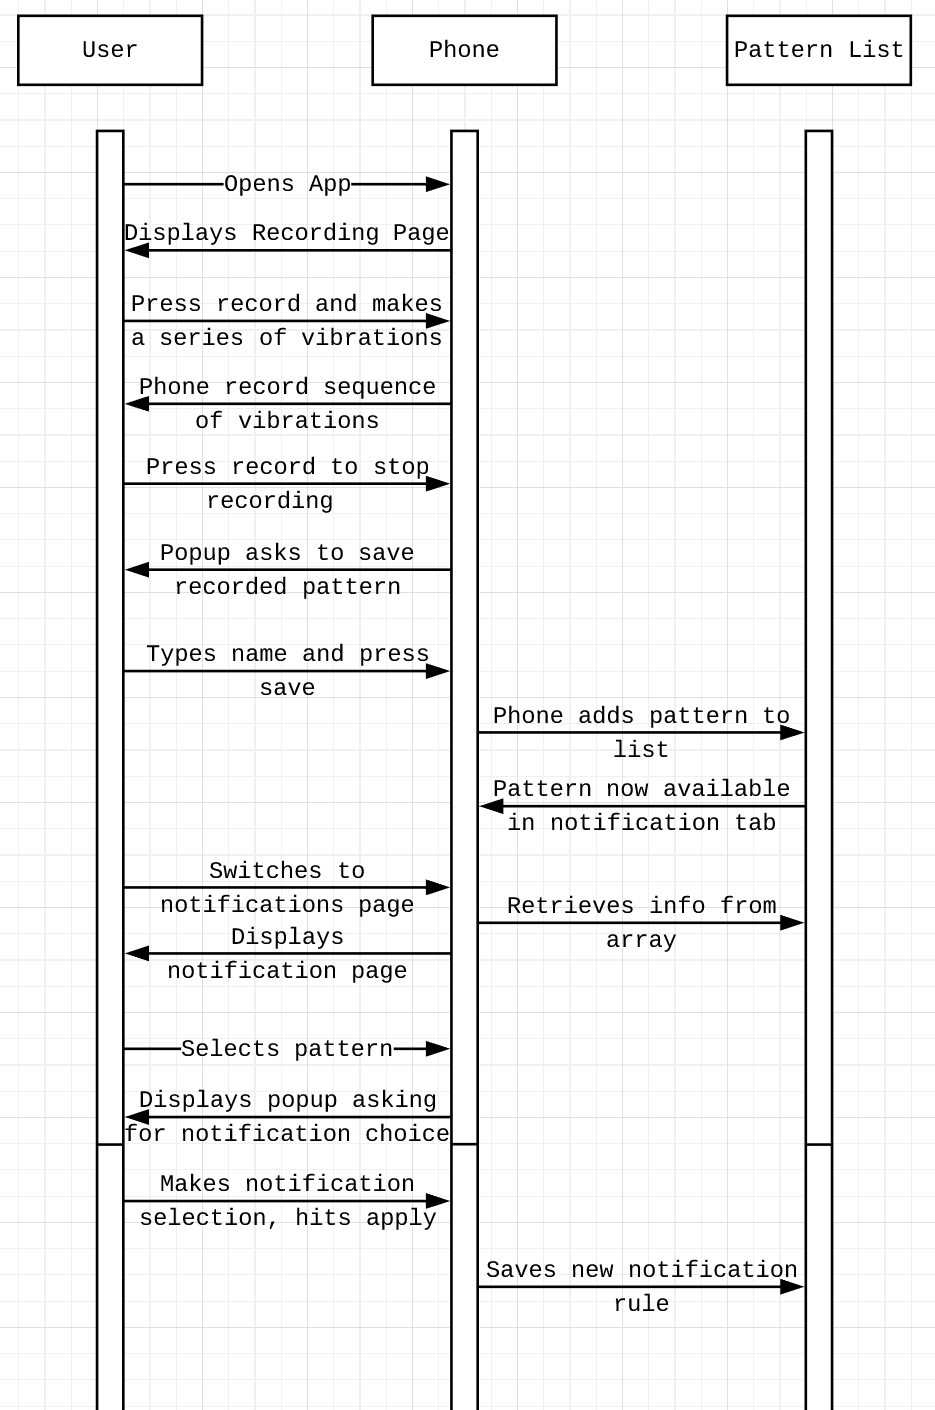 User
Phone
Pattern List
Opens App
Displays Recording Page
Press record and makes
a series of vibrations
Phone record sequence
of vibrations
Press record to stop
recording
Popup asks to save
recorded pattern
Types name and press
save
Phone adds pattern to
list
Pattern now available
in notification tab
Switches to
notifications page
Retrieves info from
array
Displays
notification page
Selects pattern
Displays popup asking
for notification choice
Makes notification
selection, hits apply
Saves new notification
rule